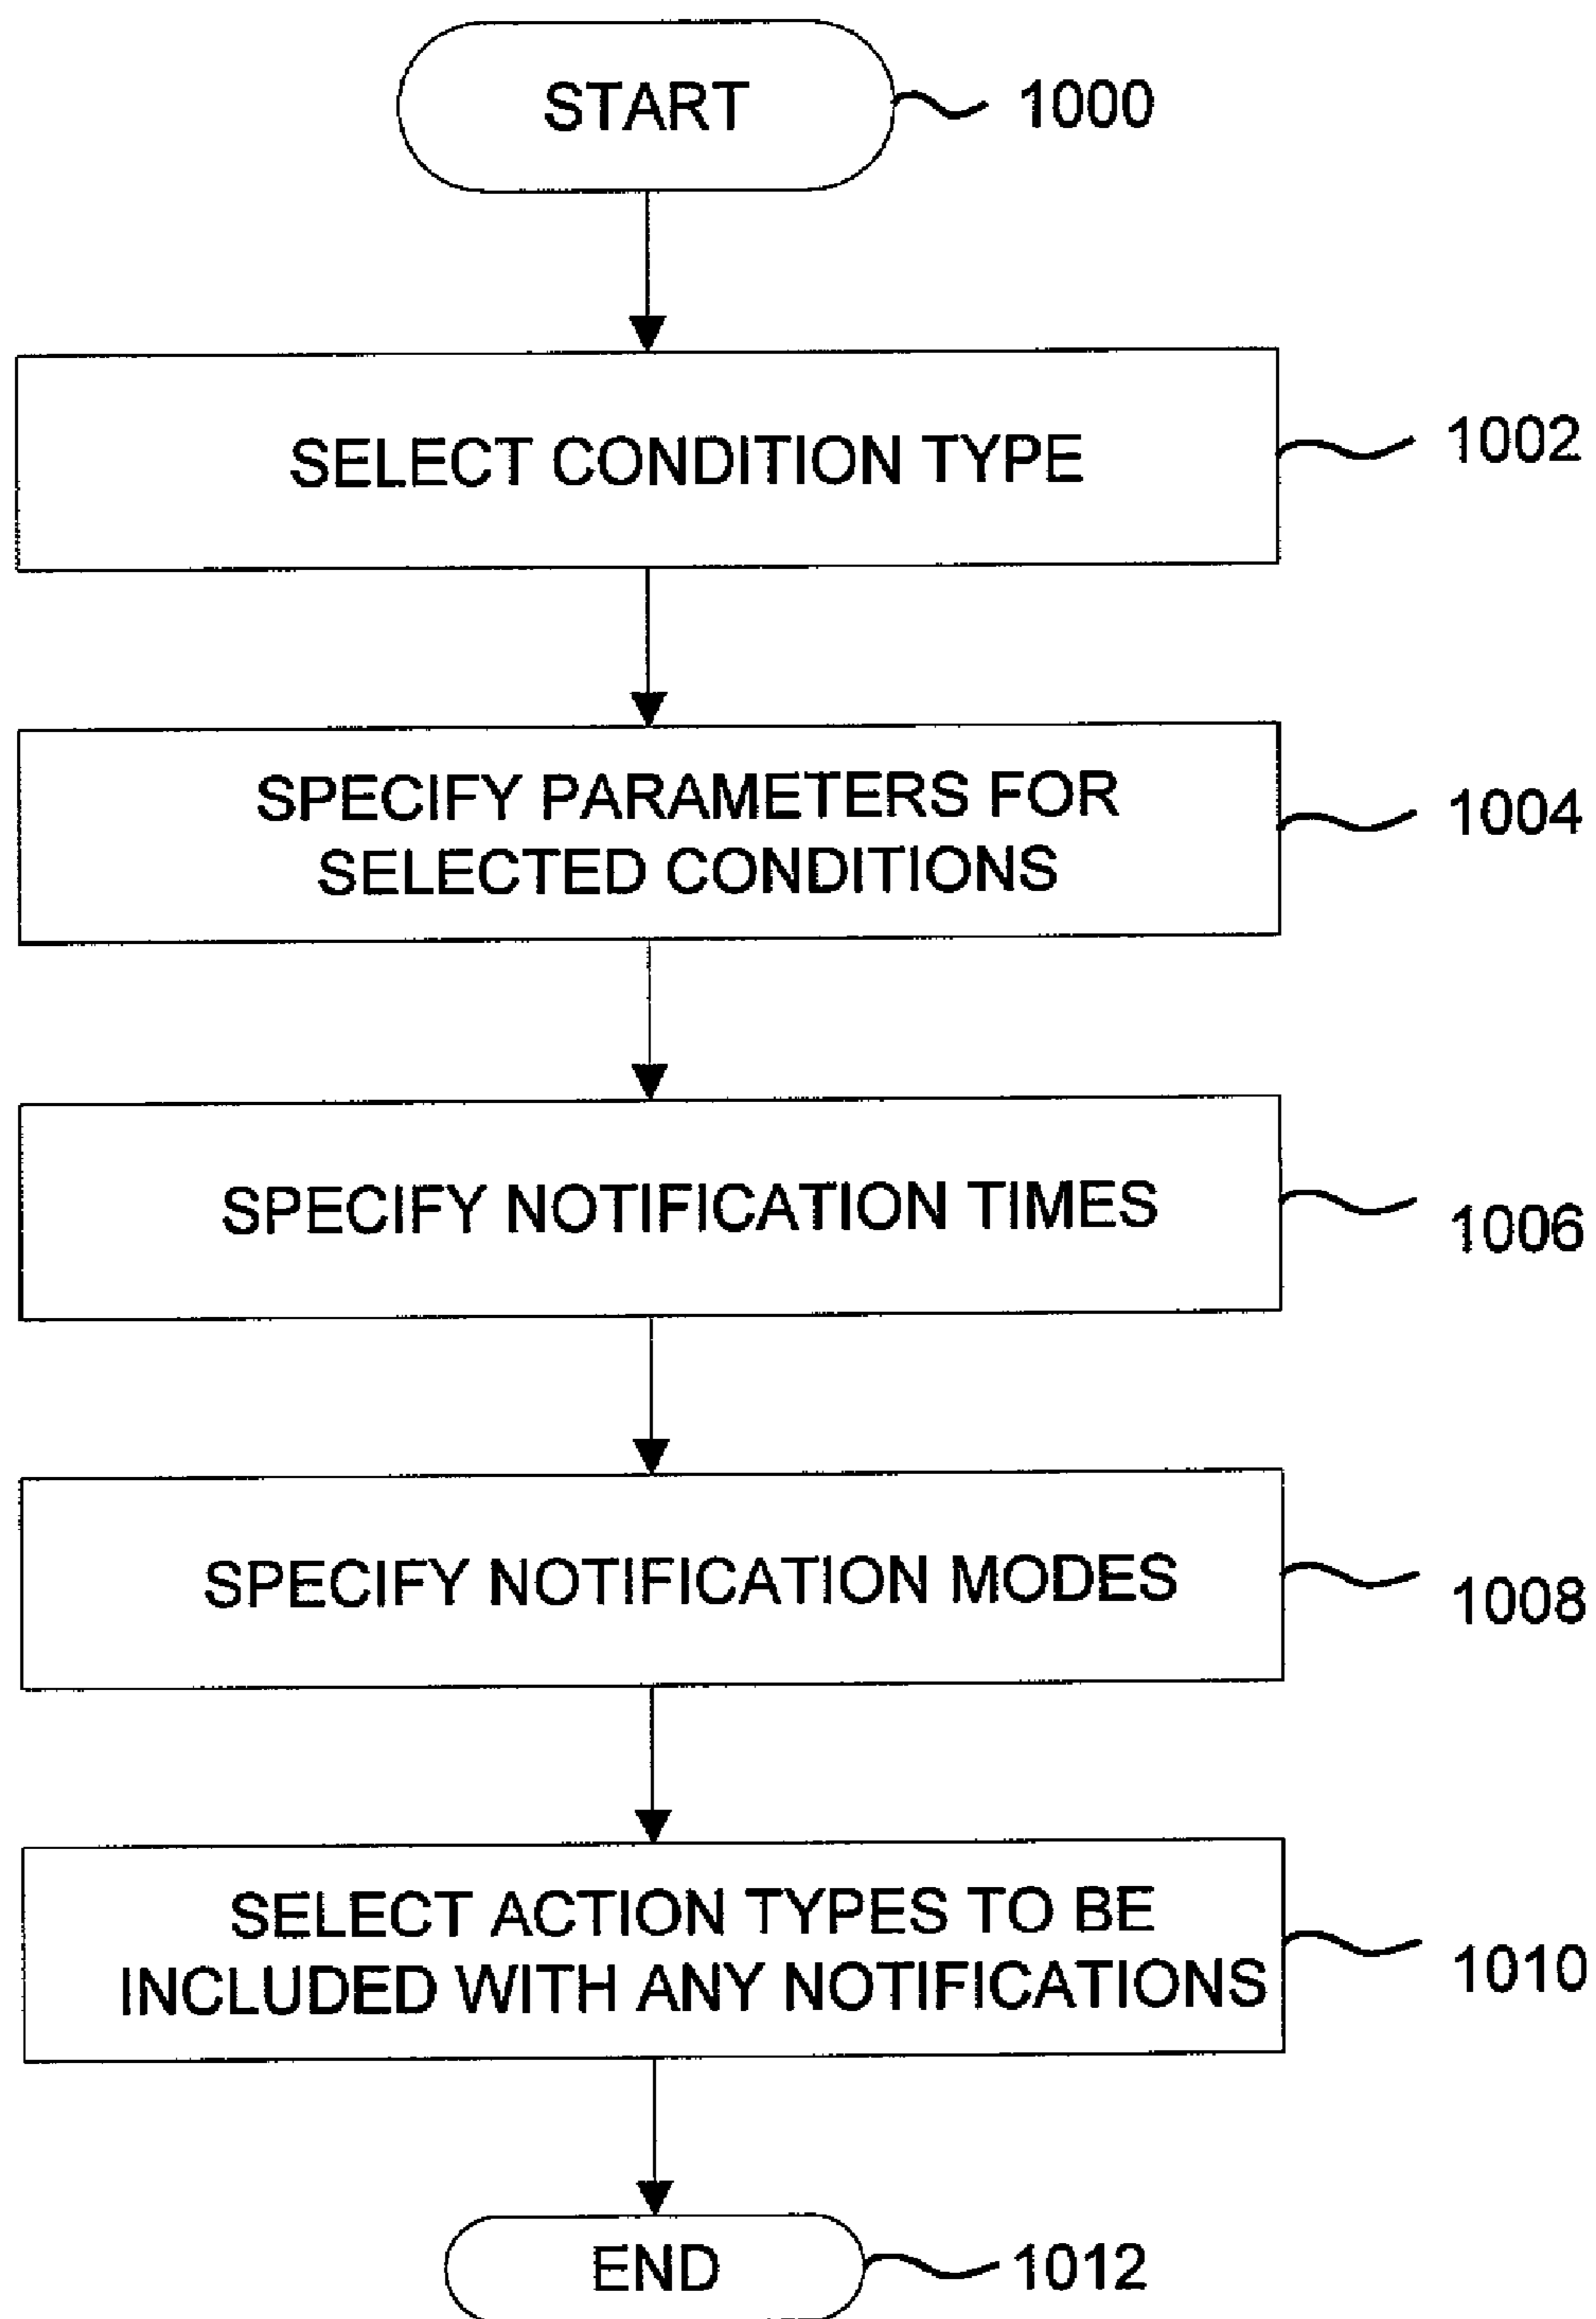 START
1000
SELECT CONDITION TYPE
1002
SPECIFY PARAMETERS FOR
SELECTED CONDITIONS
1004
SPECIFY NOTIFICATION TIMES
1006
SPECIFY NOTIFICATION MODES
1008
SELECT ACTION TYPES TO BE
INCLUDED WITH ANY NOTIFICATIONS
1010
END
1012